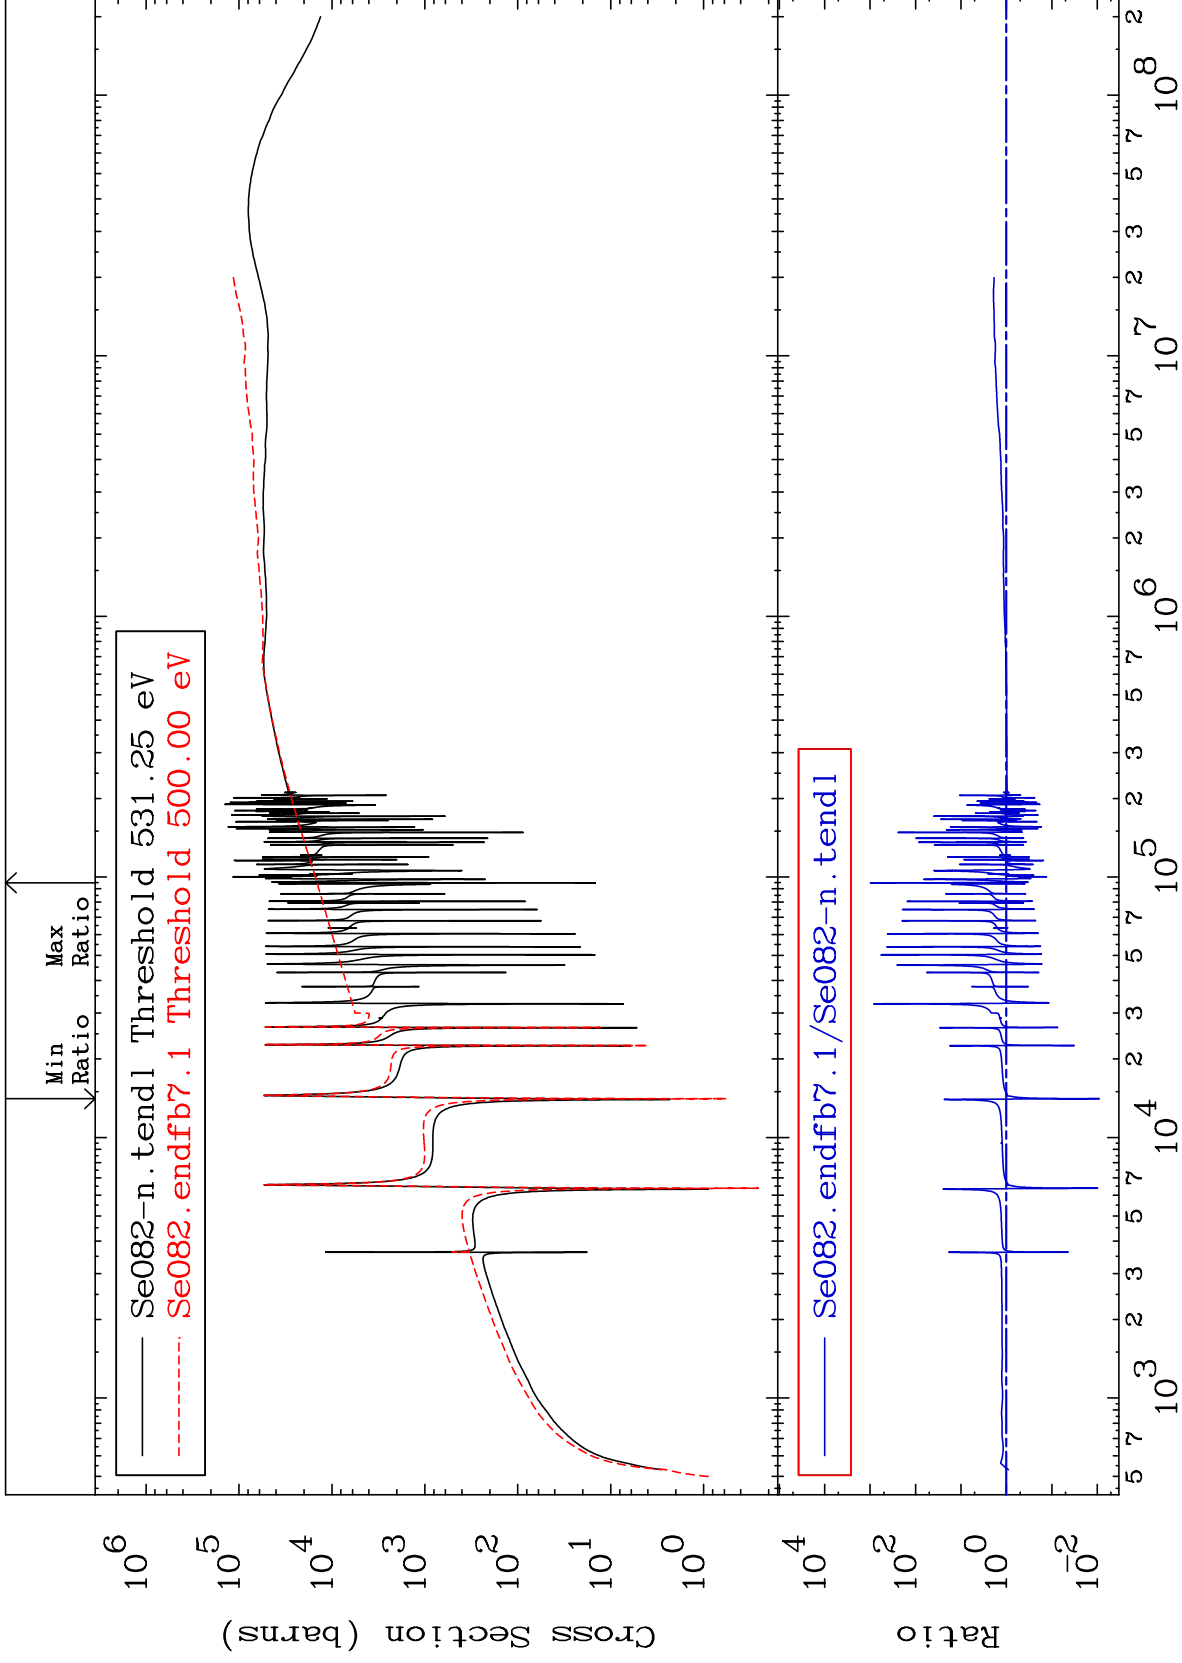 Min
Ratio
Max
Ratio
Se082-n.tendl Threshold 531.25 eV
Se082.endfb7.1 Threshold 500.00 eV
10^6
10^5
10^4
10^3
10^2
10^1
10^0
Cross Section (barns)
Se082.endfb7.1/Se082-n.tendl
10^4
10^2
10^0
10^-2
Ratio
5 7 10^3 2 3 5 7 10^4 2 3 5 7 10^5 2 3 5 7 10^6 2 3 5 7 10^7 2 3 5 7 10^8 2